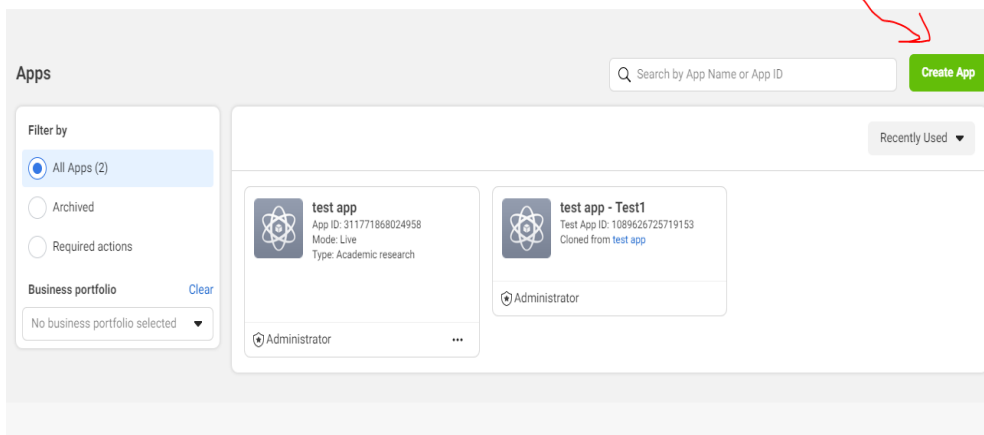 Apps
Search by App Name or App ID
Create App
Filter by
All Apps (2)
Archived
Required actions
Business portfolio
Clear
No business portfolio selected
Recently Used
test app
App ID: 311771868024958
Mode: Live
Type: Academic research
Administrator
test app - Test1
Test App ID: 1089626725719153
Cloned from test app
Administrator